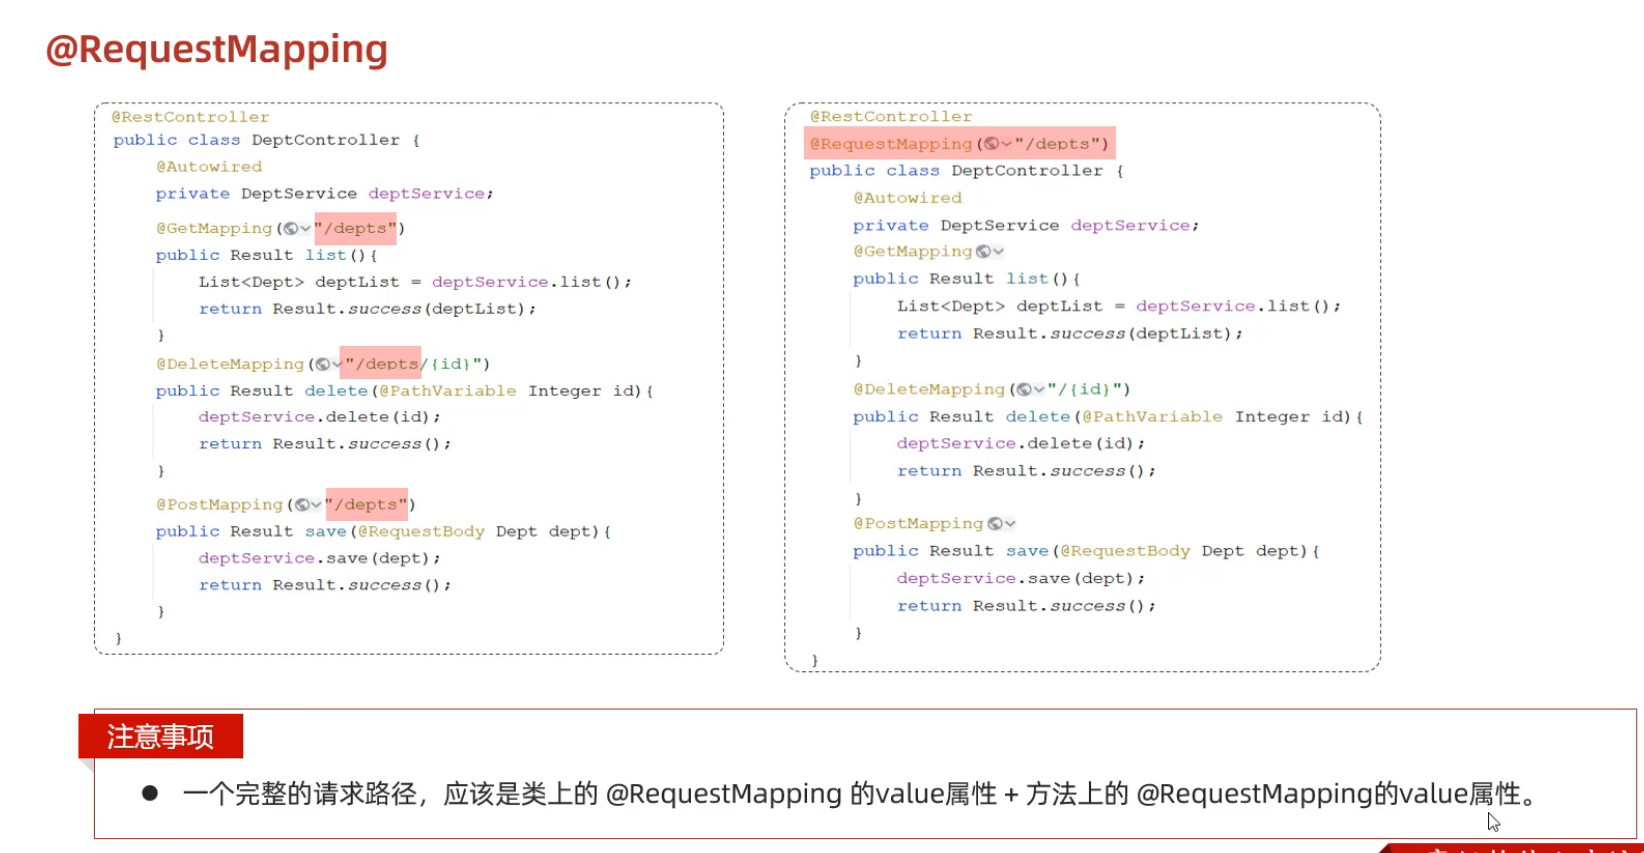 @RequestMapping
@RestController
public class DeptController {
@Autowired
private DeptService deptService;
@GetMapping("/depts")
public Result list(){
List<Dept> deptList = deptService.list();
return Result.success(deptList);
}
@DeleteMapping("/depts/{id}")
public Result delete(@PathVariable Integer id){
deptService.delete(id);
return Result.success();
}
@PostMapping("/depts")
public Result save(@RequestBody Dept dept){
deptService.save(dept);
return Result.success();
}
}
@RestController
@RequestMapping("/depts")
public class DeptController {
@Autowired
private DeptService deptService;
@GetMapping
public Result list(){
List<Dept> deptList = deptService.list();
return Result.success(deptList);
}
@DeleteMapping("/{id}")
public Result delete(@PathVariable Integer id){
deptService.delete(id);
return Result.success();
}
@PostMapping
public Result save(@RequestBody Dept dept){
deptService.save(dept);
return Result.success();
}
}
注意事项
● 一个完整的请求路径，应该是类上的 @RequestMapping 的value属性 + 方法上的 @RequestMapping的value属性。